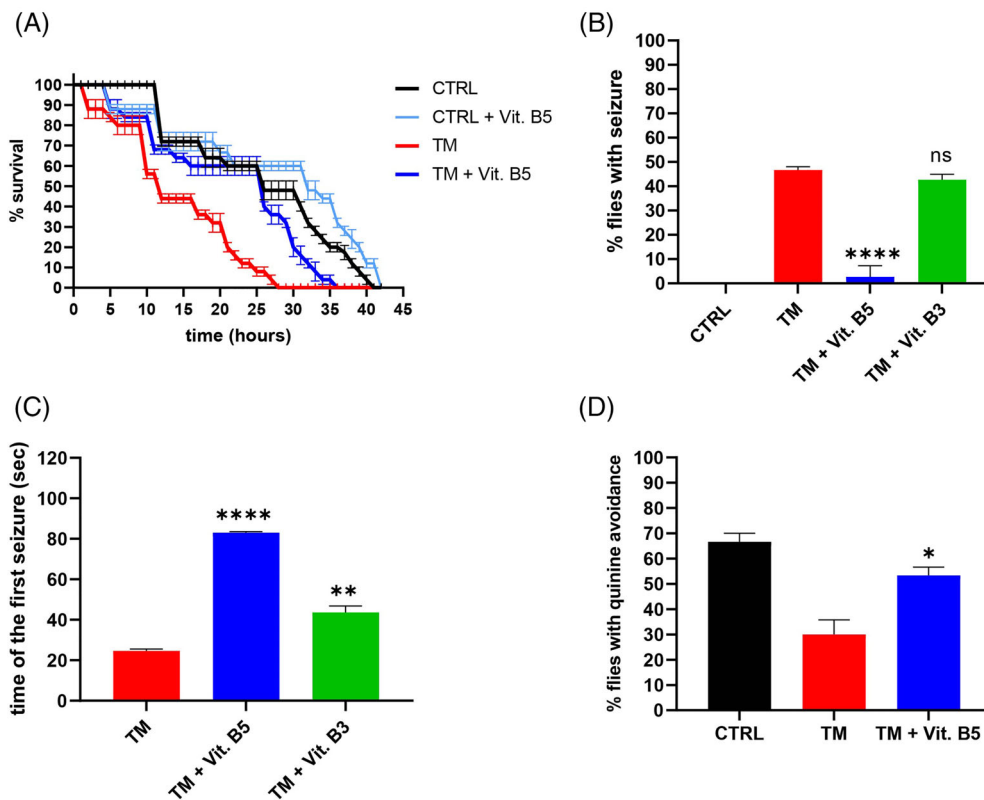 (A)
% survival
100
90
80
70
60
50
40
30
20
10
0
0 5 10 15 20 25 30 35 40 45
time (hours)
CTRL
CTRL + Vit. B5
TM
TM + Vit. B5
(B)
% flies with seizure
100
90
80
70
60
50
40
30
20
10
0
****
ns
CTRL TM TM + Vit. B5 TM + Vit. B3
(C)
time of the first seizure (sec)
120
100
80
60
40
20
0
****
**
TM TM + Vit. B5 TM + Vit. B3
(D)
% flies with quinine avoidance
100
90
80
70
60
50
40
30
20
10
0
*
CTRL TM TM + Vit. B5